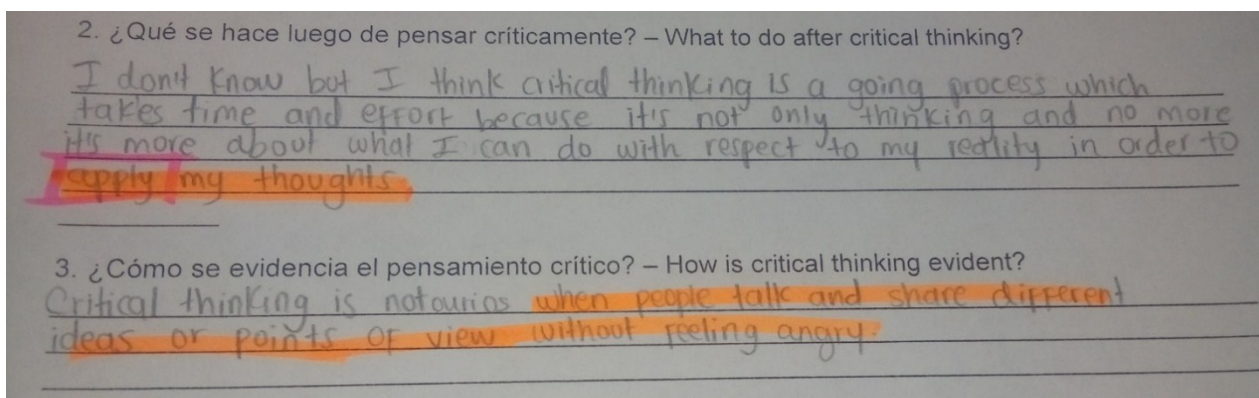 2. ¿Qué se hace luego de pensar críticamente? – What to do after critical thinking?
I don't know but I think critical thinking is a going process which
takes time and effort because it's not only thinking and no more
it's more about what I can do with respect to my reality in order to
apply my thoughts
3. ¿Cómo se evidencia el pensamiento crítico? – How is critical thinking evident?
Critical thinking is notourios when people talk and share different
ideas or points of view without feeling angry.